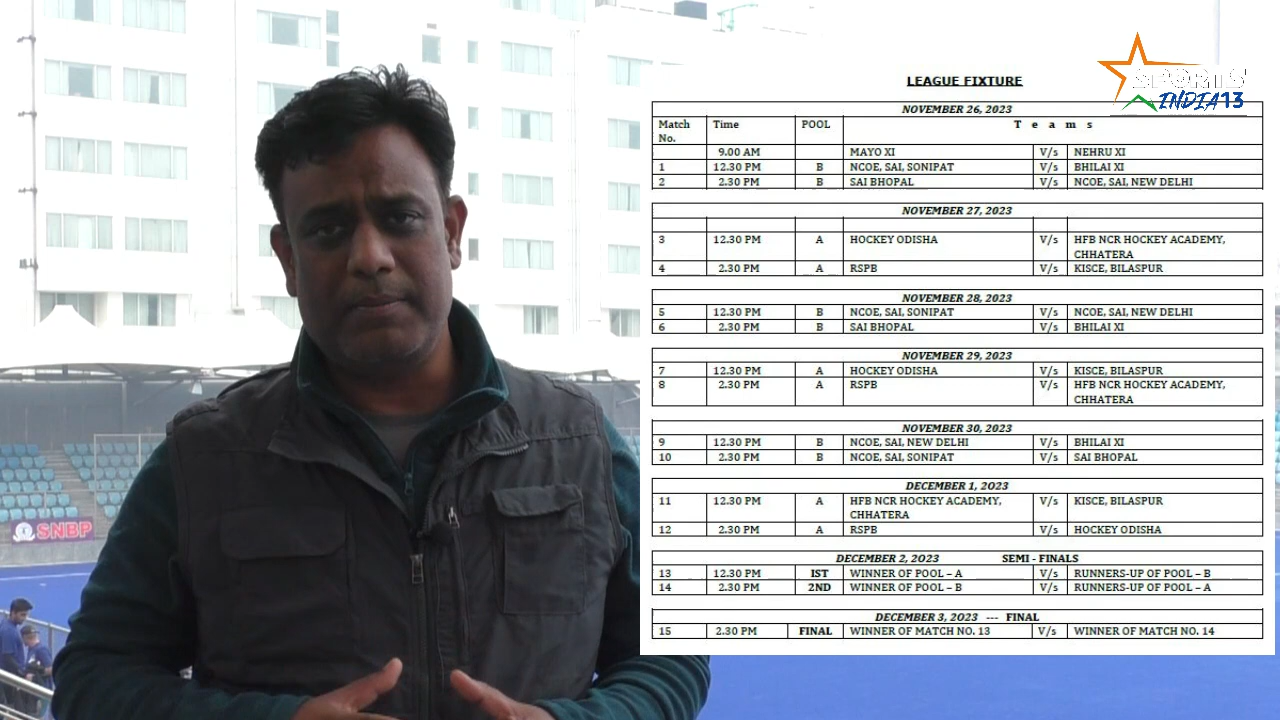 SPORTS
INDIA 13
LEAGUE FIXTURE
NOVEMBER 26, 2023
Match No. Time POOL T e a m s
9.00 AM MAYO XI V/s NEHRU XI
1 12.30 PM B NCOE, SAI, SONIPAT V/s BHILAI XI
2 2.30 PM B SAI BHOPAL V/s NCOE, SAI, NEW DELHI
NOVEMBER 27, 2023
3 12.30 PM A HOCKEY ODISHA V/s HFB NCR HOCKEY ACADEMY, CHHATERA
4 2.30 PM A RSPB V/s KISCE, BILASPUR
NOVEMBER 28, 2023
5 12.30 PM B NCOE, SAI, SONIPAT V/s NCOE, SAI, NEW DELHI
6 2.30 PM B SAI BHOPAL V/s BHILAI XI
NOVEMBER 29, 2023
7 12.30 PM A HOCKEY ODISHA V/s KISCE, BILASPUR
8 2.30 PM A RSPB V/s HFB NCR HOCKEY ACADEMY, CHHATERA
NOVEMBER 30, 2023
9 12.30 PM B NCOE, SAI, NEW DELHI V/s BHILAI XI
10 2.30 PM B NCOE, SAI, SONIPAT V/s SAI BHOPAL
DECEMBER 1, 2023
11 12.30 PM A HFB NCR HOCKEY ACADEMY, CHHATERA V/s KISCE, BILASPUR
12 2.30 PM A RSPB V/s HOCKEY ODISHA
DECEMBER 2, 2023 SEMI - FINALS
13 12.30 PM IST WINNER OF POOL – A V/s RUNNERS-UP OF POOL – B
14 2.30 PM 2ND WINNER OF POOL – B V/s RUNNERS-UP OF POOL – A
DECEMBER 3, 2023 --- FINAL
15 2.30 PM FINAL WINNER OF MATCH NO. 13 V/s WINNER OF MATCH NO. 14
SNBP